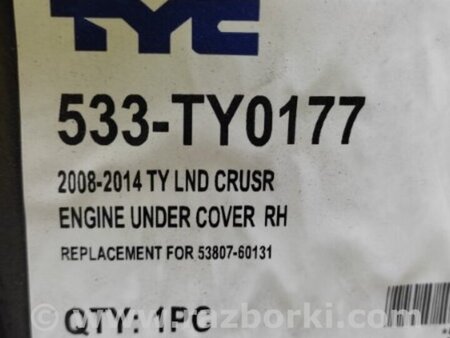 TYC
533-TY0177
2008-2014 TY LND CRUSR
ENGINE UNDER COVER RH
REPLACEMENT FOR 53807-60131
QTY: 1PC
www.razborki.com